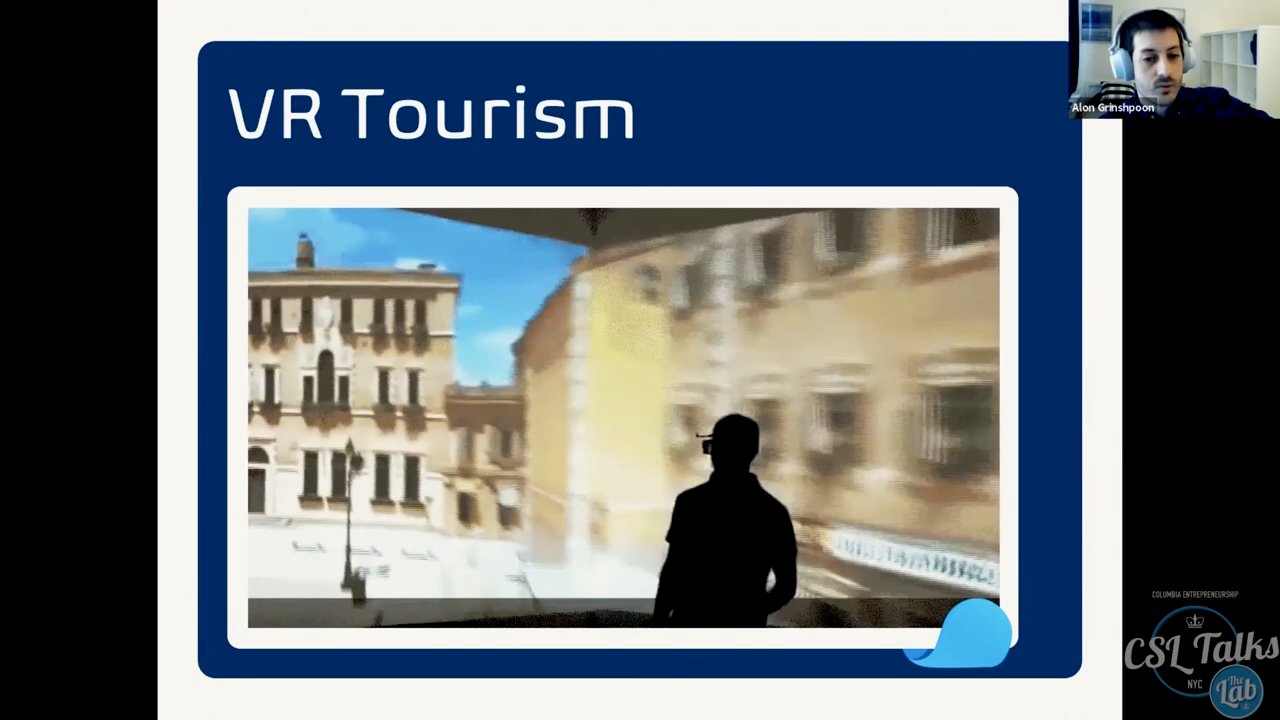 VR Tourism
Alon Grinshpoon
COLUMBIA ENTREPRENEURSHIP
CSL Talks
NYC
The
Lab